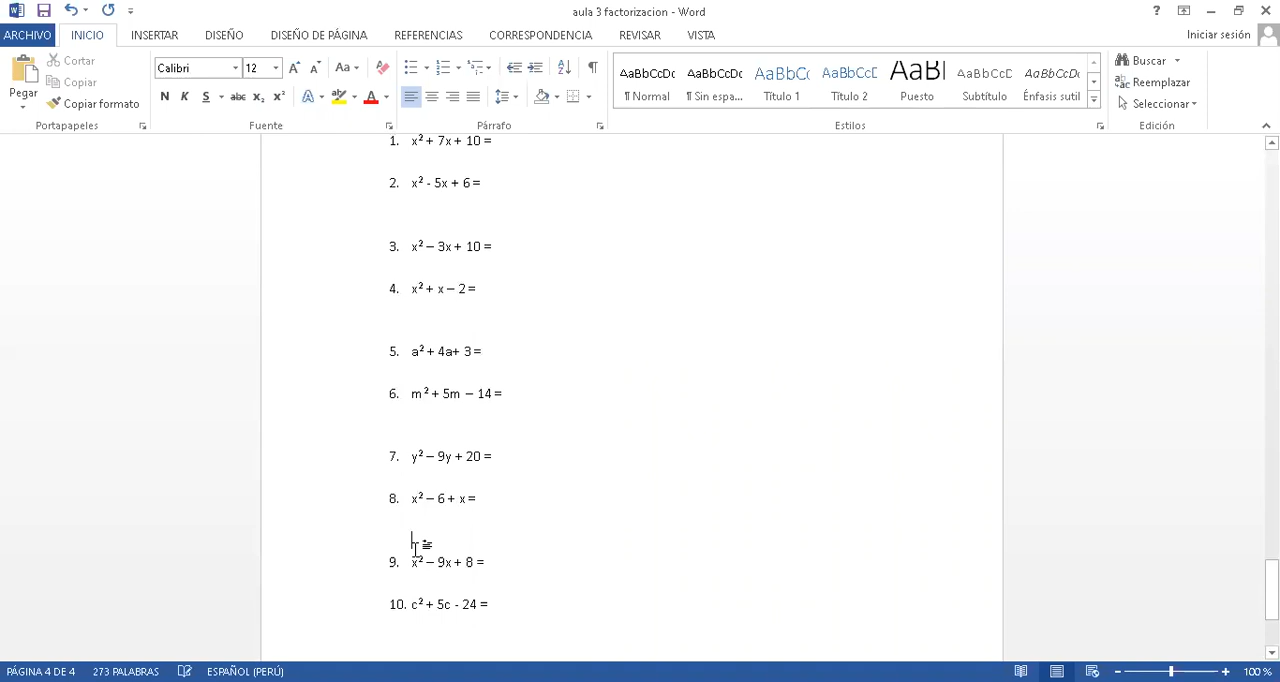 aula 3 factorizacion - Word
ARCHIVO INICIO INSERTAR DISEÑO DISEÑO DE PÁGINA REFERENCIAS CORRESPONDENCIA REVISAR VISTA Iniciar sesión
Pegar
Cortar
Copiar
Copiar formato
Portapapeles
Calibri 12
N K S abc x₂ x²
Fuente
Párrafo
AaBbCcDc AaBbCcDc AaBbCc AaBbCcD AaBl AaBbCcD AaBbCcDc
¶ Normal ¶ Sin espa... Título 1 Título 2 Puesto Subtítulo Énfasis sutil
Estilos
Buscar
Reemplazar
Seleccionar
Edición
1. x² + 7x + 10 =
2. x² - 5x + 6 =
3. x² – 3x + 10 =
4. x² + x – 2 =
5. a² + 4a+ 3 =
6. m² + 5m – 14 =
7. y² – 9y + 20 =
8. x² – 6 + x =
9. x² – 9x + 8 =
10. c² + 5c - 24 =
PÁGINA 4 DE 4 273 PALABRAS ESPAÑOL (PERÚ) 100 %